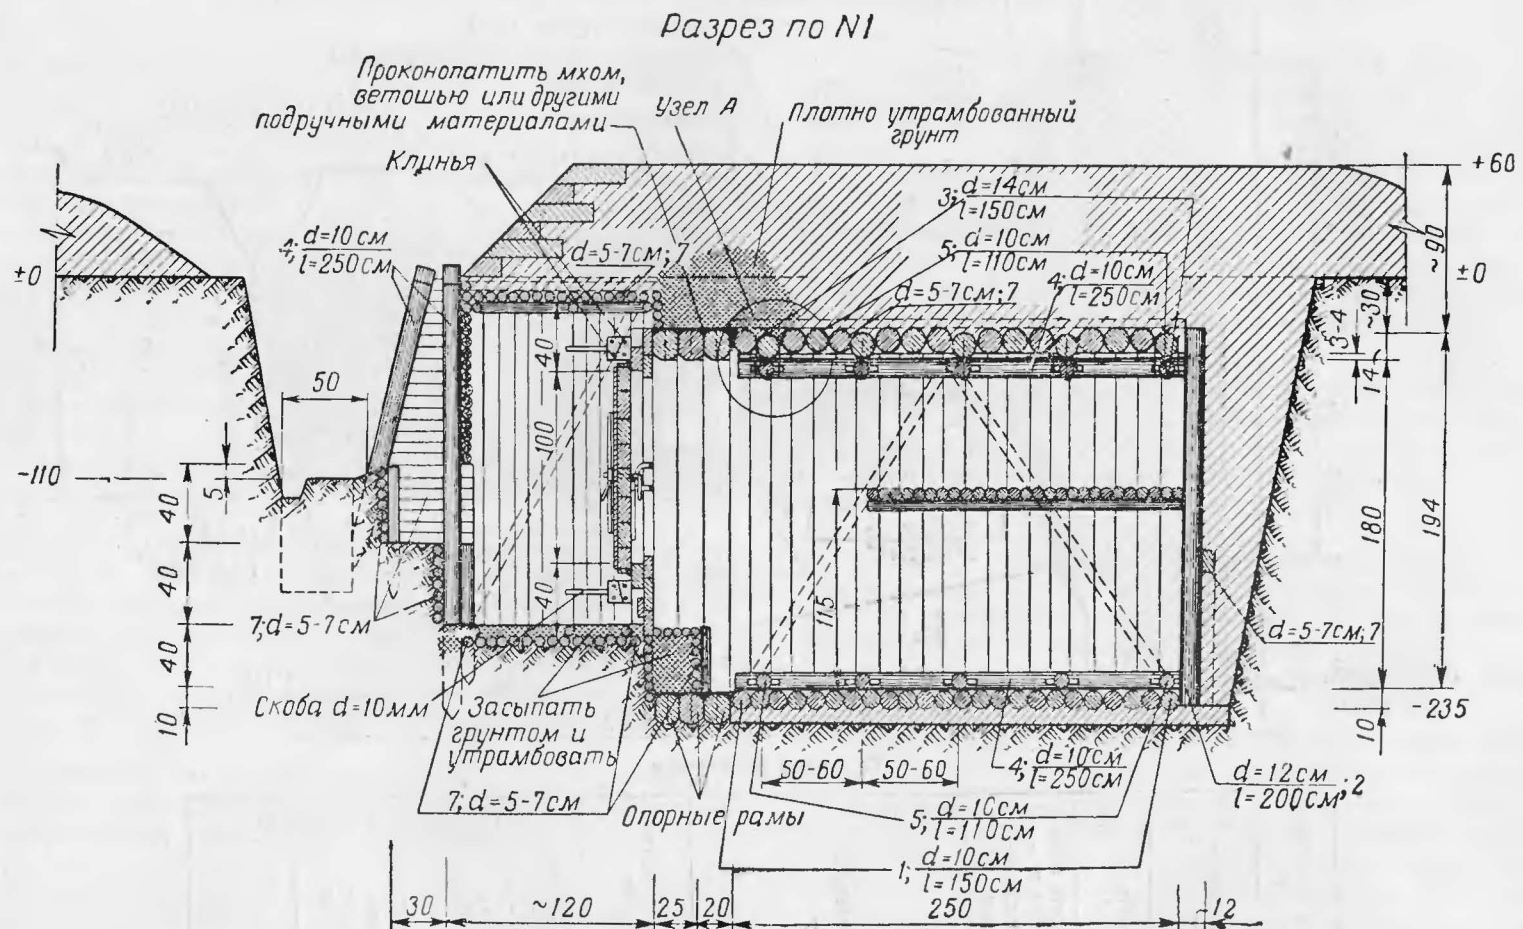 Разрез по N1
Проконопатить мхом,
ветошью или другими
подручными материалами
Узел А
Плотно утрамбованный
грунт
Клинья
+60
3; d=14см
l=150см
4; d=10см
l=250см
d=5-7см; 7
5; d=10см
l=110см
~90
±0
±0
4; d=10см
l=250см
d=5-7см; 7
~30
3-4
14
40
50
100
-110
5
40
180
194
40
40
115
7; d=5-7см
d=5-7см; 7
40
10
Скоба d=10мм
Засыпать
грунтом и
утрамбовать
-235
10
50-60
50-60
4; d=10см
l=250см
d=12см
l=200см; 2
7; d=5-7см
Опорные рамы
5; d=10см
l=110см
1; d=10см
l=150см
30
~120
25
20
250
12